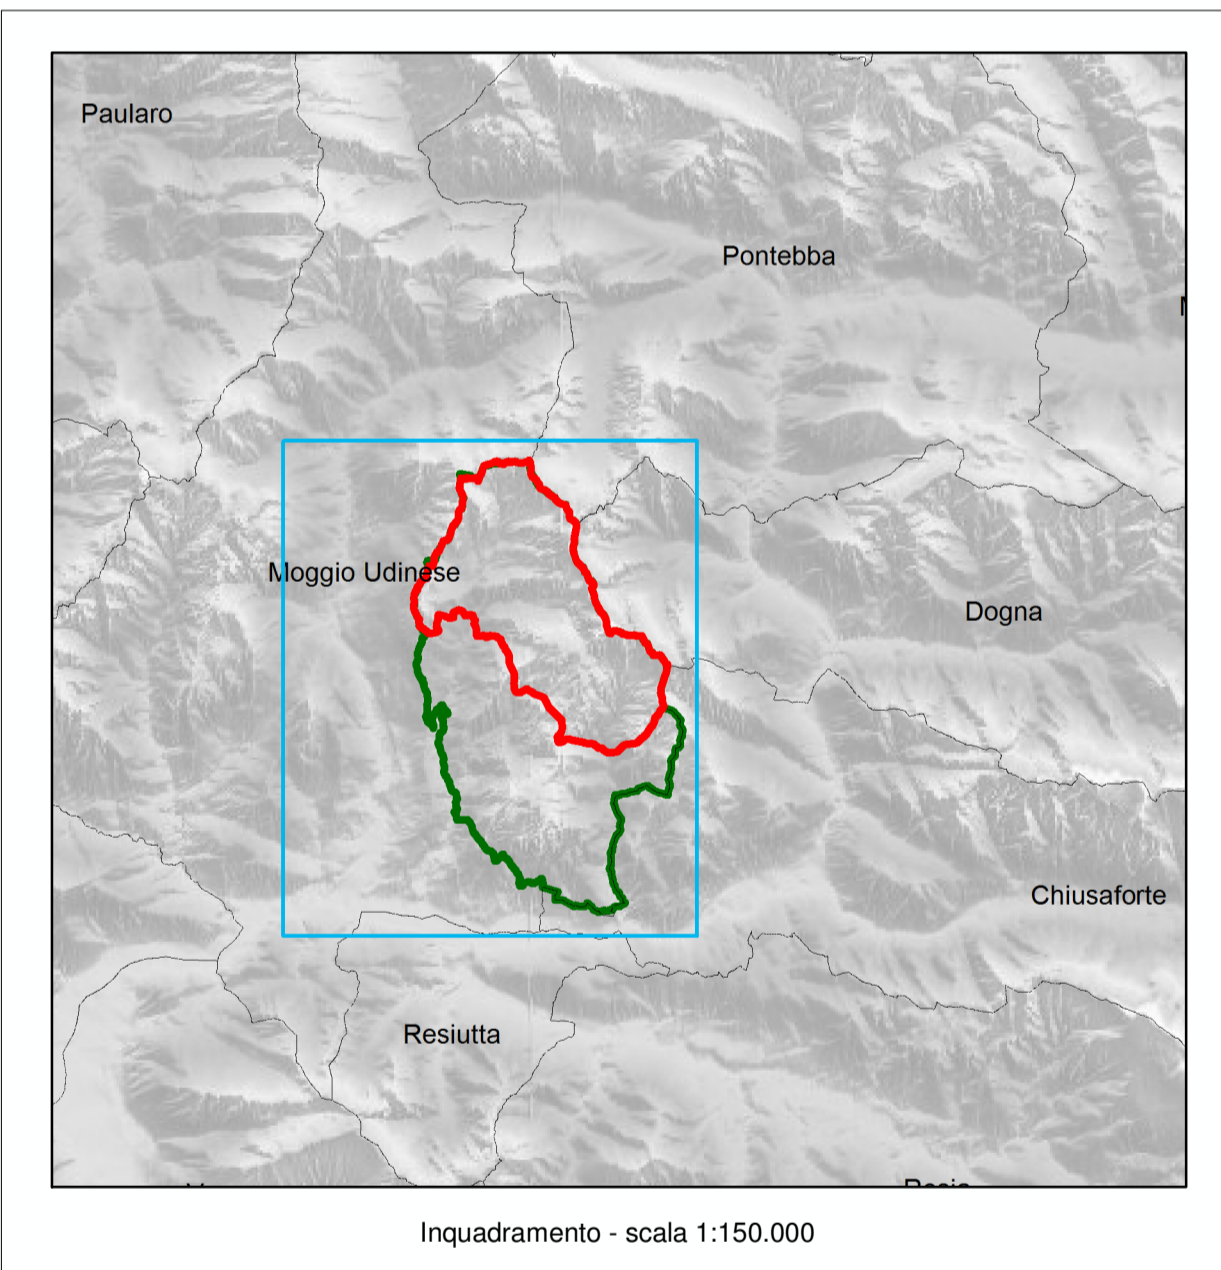 Paularo
Pontebba
Moggio Udinese
Dogna
Chiusaforte
Resiutta
Inquadramento - scala 1:150.000